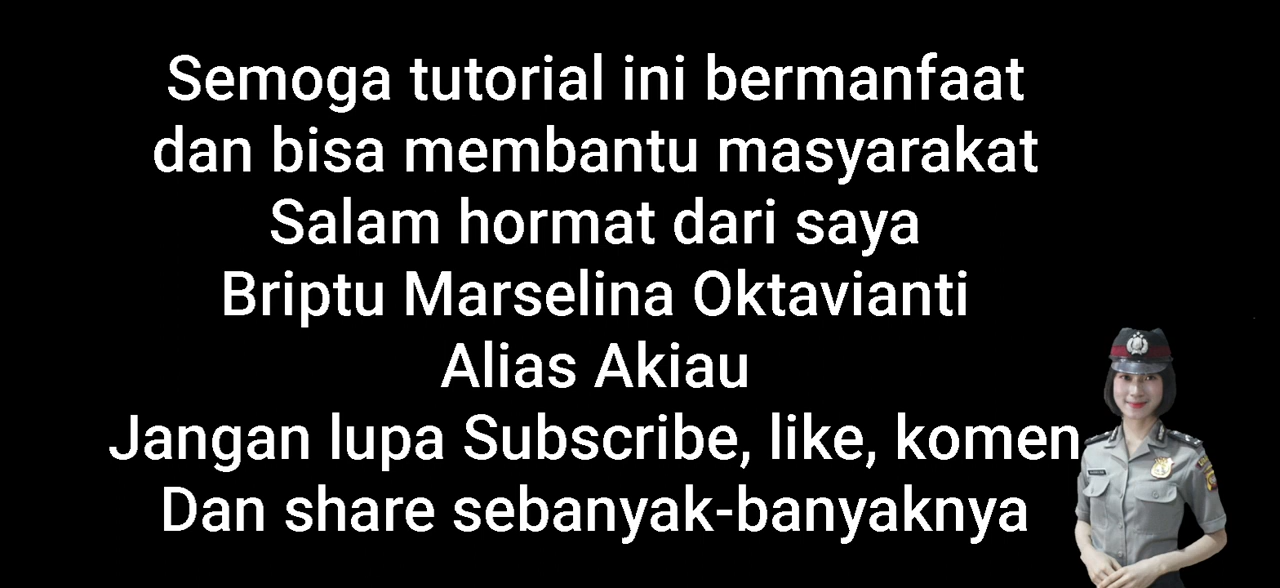 Semoga tutorial ini bermanfaat
dan bisa membantu masyarakat
Salam hormat dari saya
Briptu Marselina Oktavianti
Alias Akiau
Jangan lupa Subscribe, like, komen
Dan share sebanyak-banyaknya